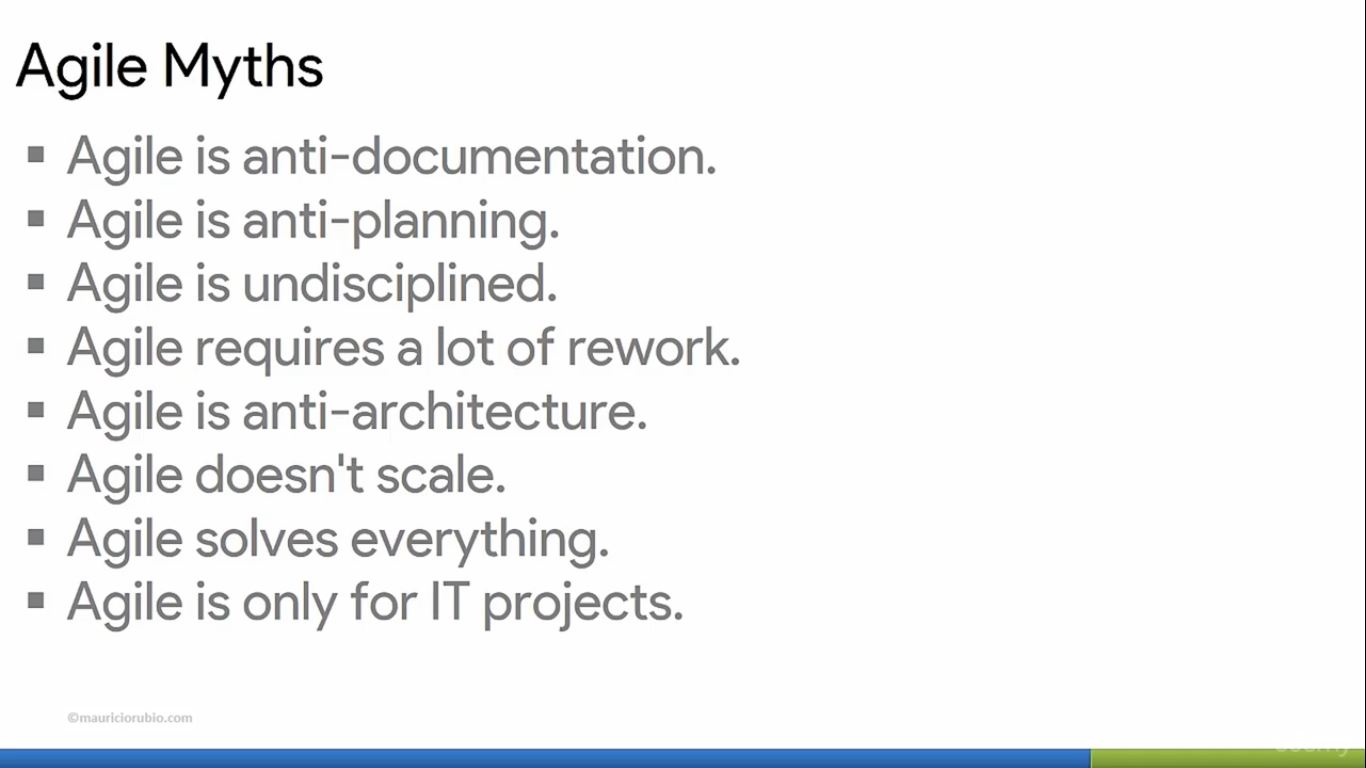 Agile Myths
▪ Agile is anti-documentation.
▪ Agile is anti-planning.
▪ Agile is undisciplined.
▪ Agile requires a lot of rework.
▪ Agile is anti-architecture.
▪ Agile doesn't scale.
▪ Agile solves everything.
▪ Agile is only for IT projects.
©mauriciorubio.com